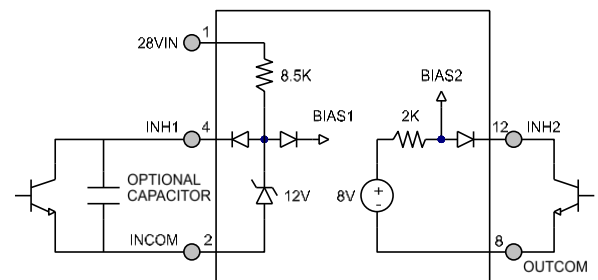 28VIN
1
8.5K
BIAS1
BIAS2
2K
INH1
4
12
INH2
OPTIONAL
CAPACITOR
12V
8V
+
-
INCOM
2
8
OUTCOM